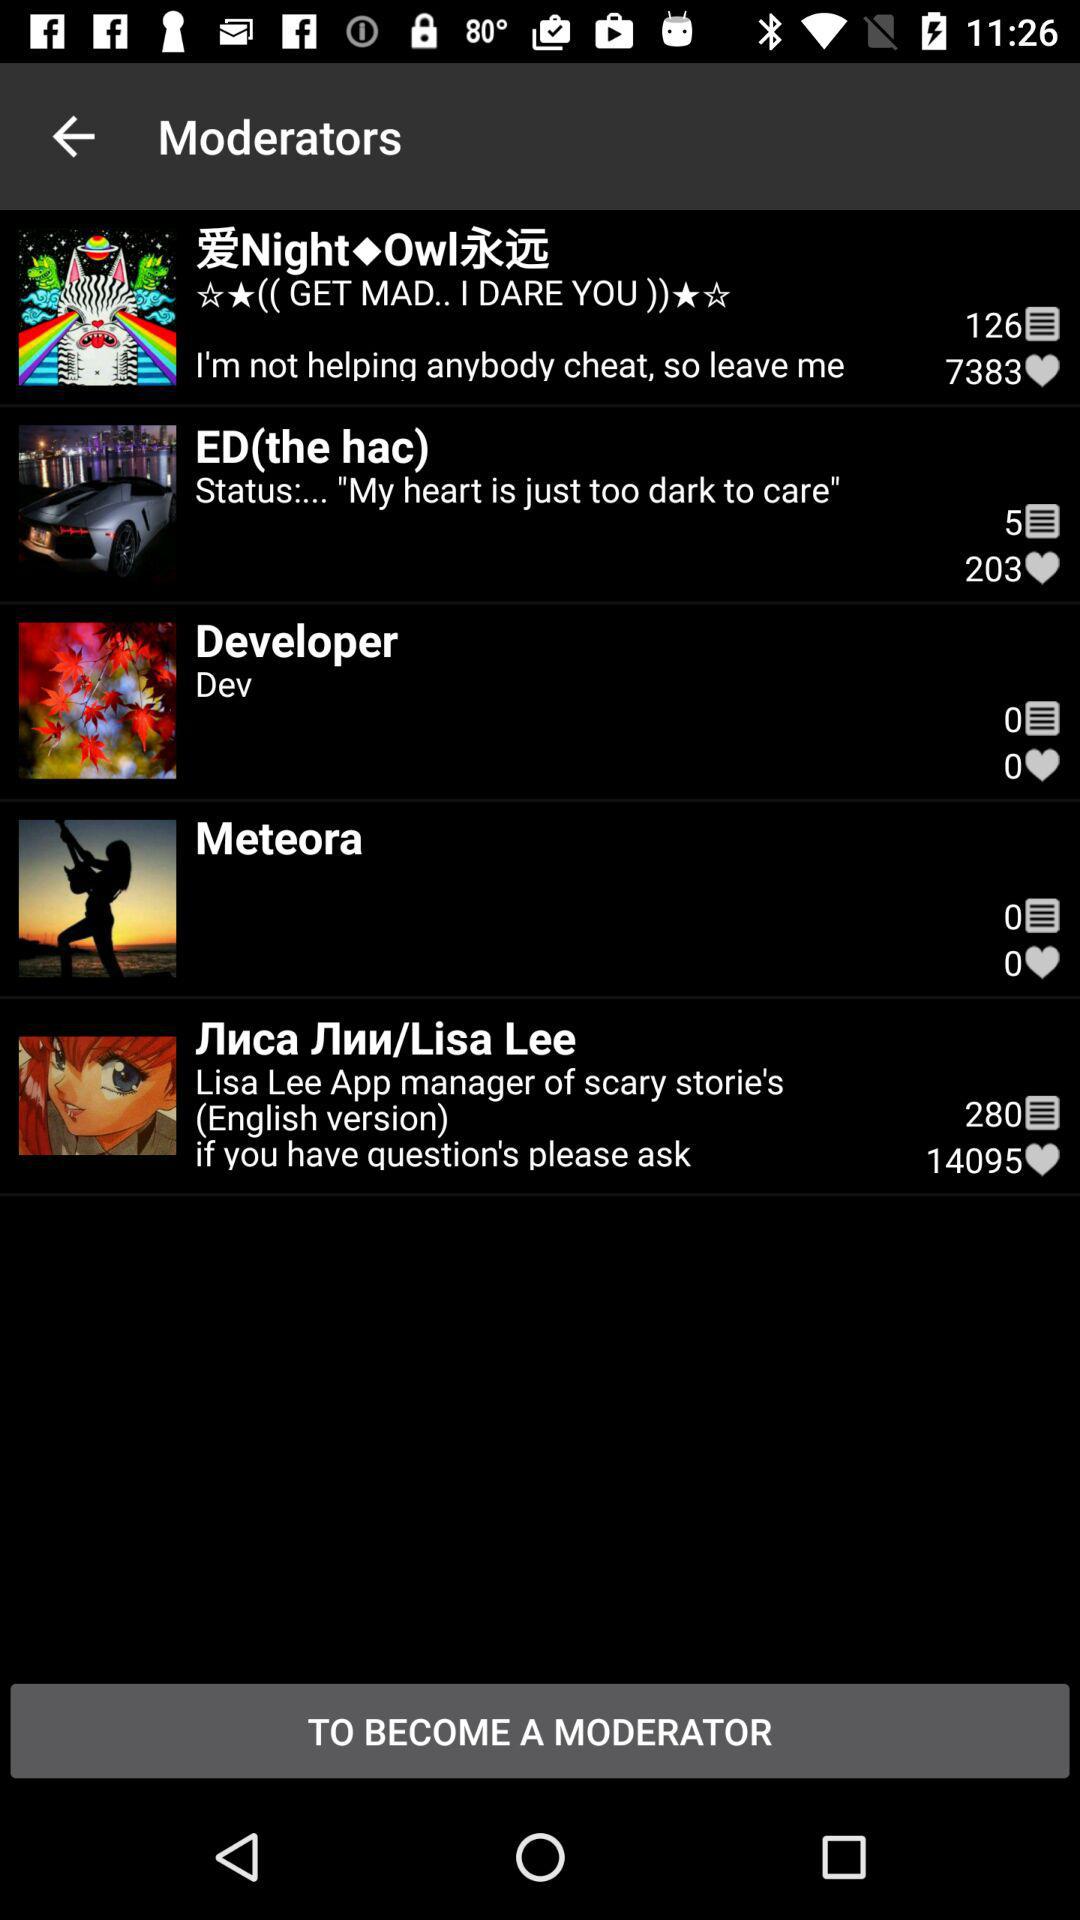 80° 11:26
Moderators
爱Night◆Owl永远
☆★(( GET MAD.. I DARE YOU ))★☆
126
I'm not helping anybody cheat, so leave me
7383
ED(the hac)
Status:... "My heart is just too dark to care"
5
203
Developer
Dev
0
0
Meteora
0
0
Лиса Лии/Lisa Lee
Lisa Lee App manager of scary storie's
(English version)
280
if you have question's please ask
14095
TO BECOME A MODERATOR